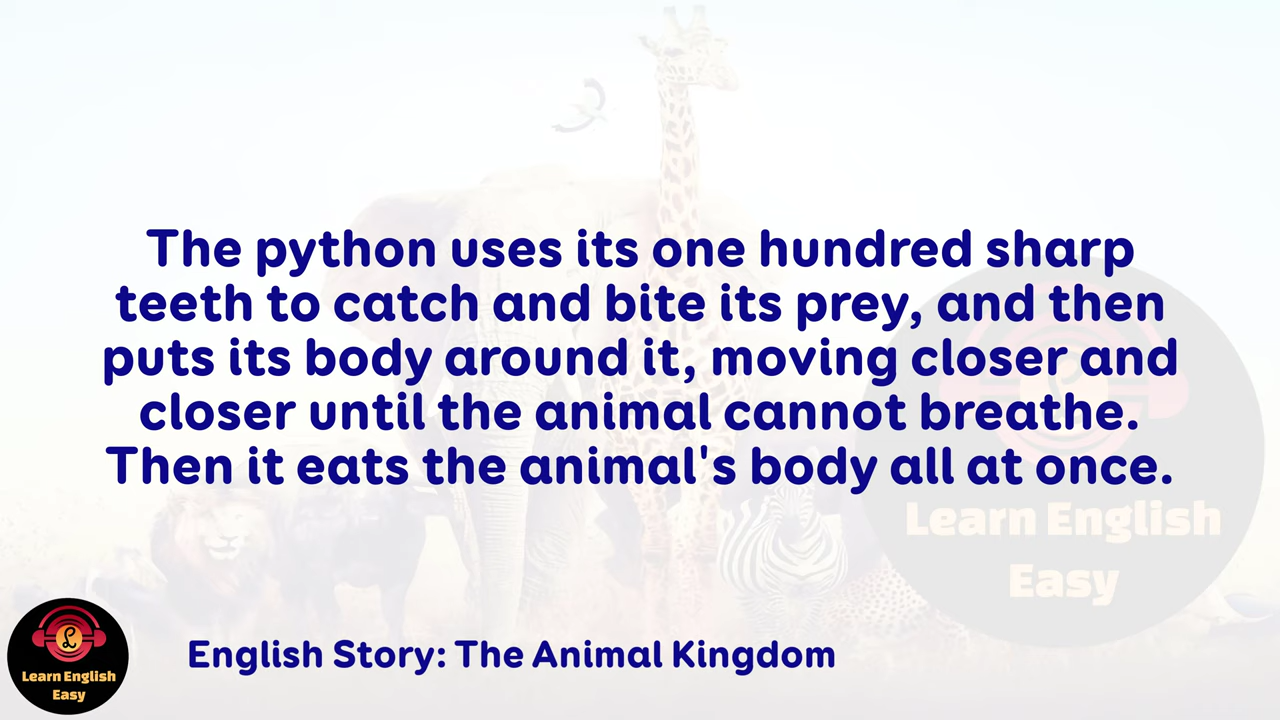 The python uses its one hundred sharp
teeth to catch and bite its prey, and then
puts its body around it, moving closer and
closer until the animal cannot breathe.
Then it eats the animal's body all at once.
Learn English
Easy
English Story: The Animal Kingdom
L
Learn English
Easy